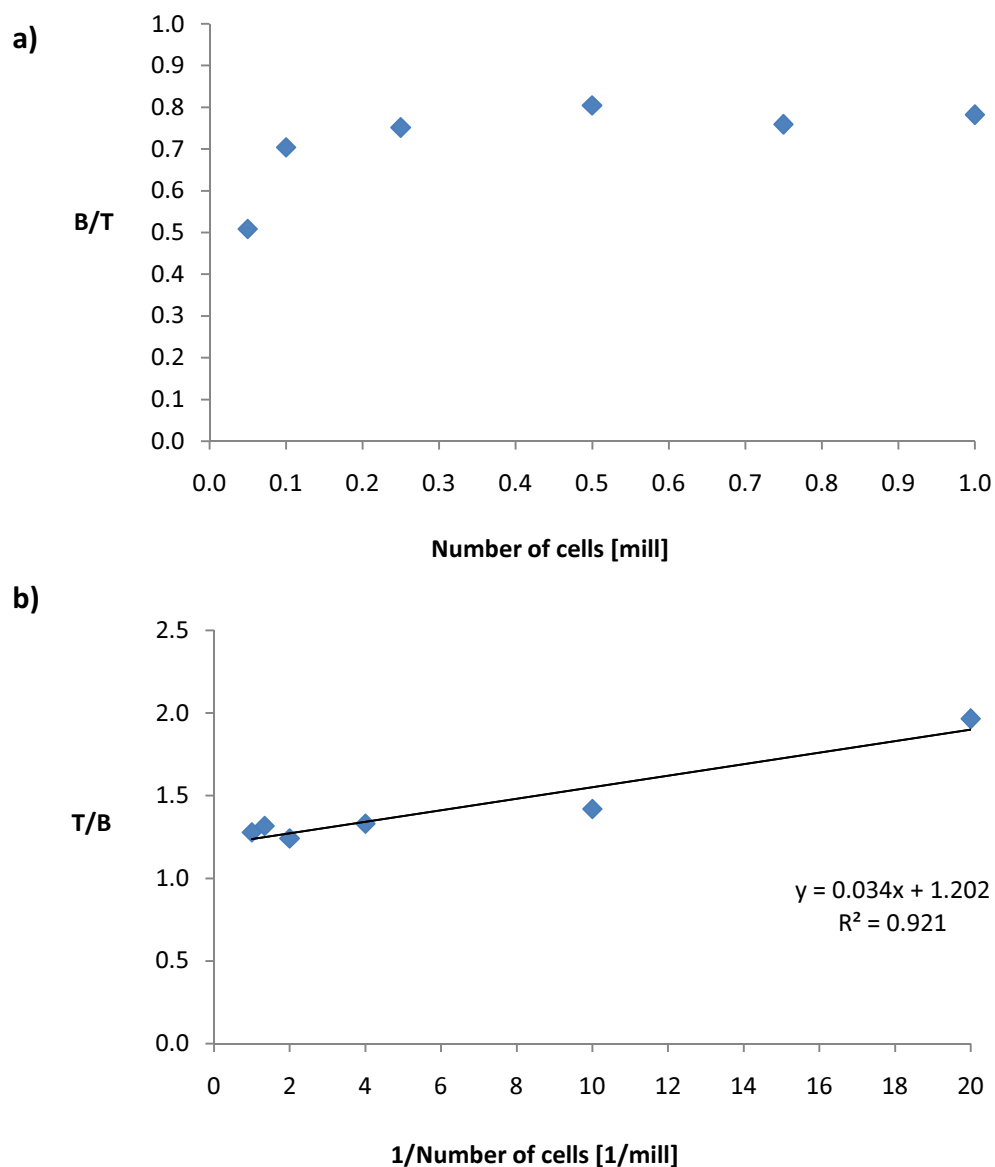 a)
1.0
0.9
0.8
0.7
0.6
0.5
0.4
0.3
0.2
0.1
0.0
B/T
0.0 0.1 0.2 0.3 0.4 0.5 0.6 0.7 0.8 0.9 1.0
Number of cells [mill]
b)
2.5
2.0
1.5
1.0
0.5
0.0
T/B
y = 0.034x + 1.202
R² = 0.921
0 2 4 6 8 10 12 14 16 18 20
1/Number of cells [1/mill]